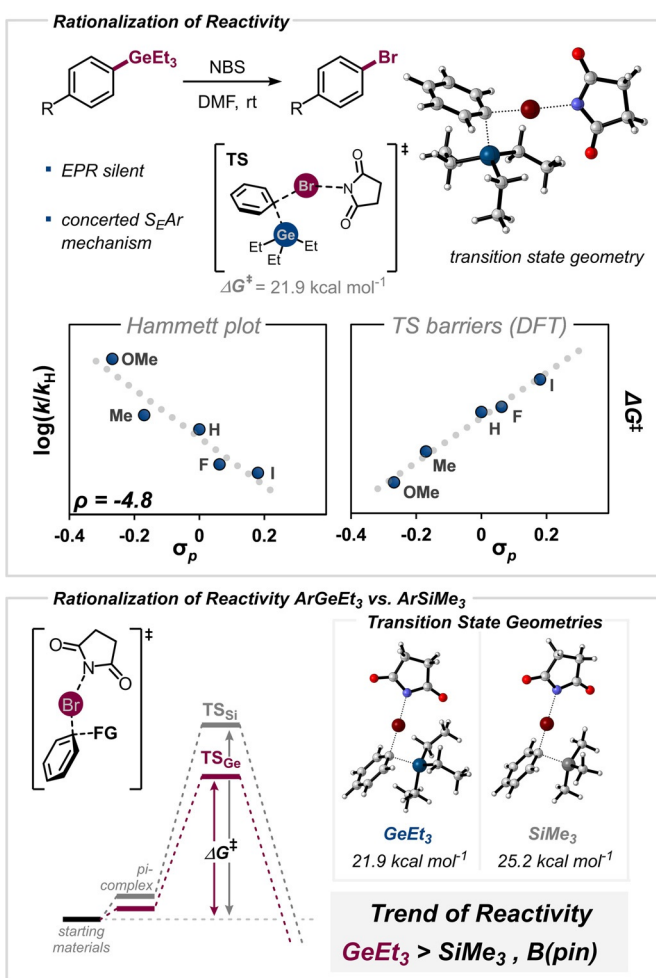 Rationalization of Reactivity
GeEt₃
R
NBS
DMF, rt
Br
R
▪ EPR silent
▪ concerted SEAr
mechanism
TS
Br
N
O
O
Ge
Et
Et
Et
‡
ΔG‡ = 21.9 kcal mol⁻¹
transition state geometry
Hammett plot
log(k/kH)
OMe
Me
H
F
I
ρ = -4.8
-0.4 -0.2 0 0.2
σp
TS barriers (DFT)
I
F
H
Me
OMe
ΔG‡
-0.4 -0.2 0 0.2
σp
Rationalization of Reactivity ArGeEt₃ vs. ArSiMe₃
O
N
O
Br
FG
‡
TSSi
TSGe
ΔG‡
pi-
complex
starting
materials
Transition State Geometries
GeEt₃
21.9 kcal mol⁻¹
SiMe₃
25.2 kcal mol⁻¹
Trend of Reactivity
GeEt₃ > SiMe₃ , B(pin)